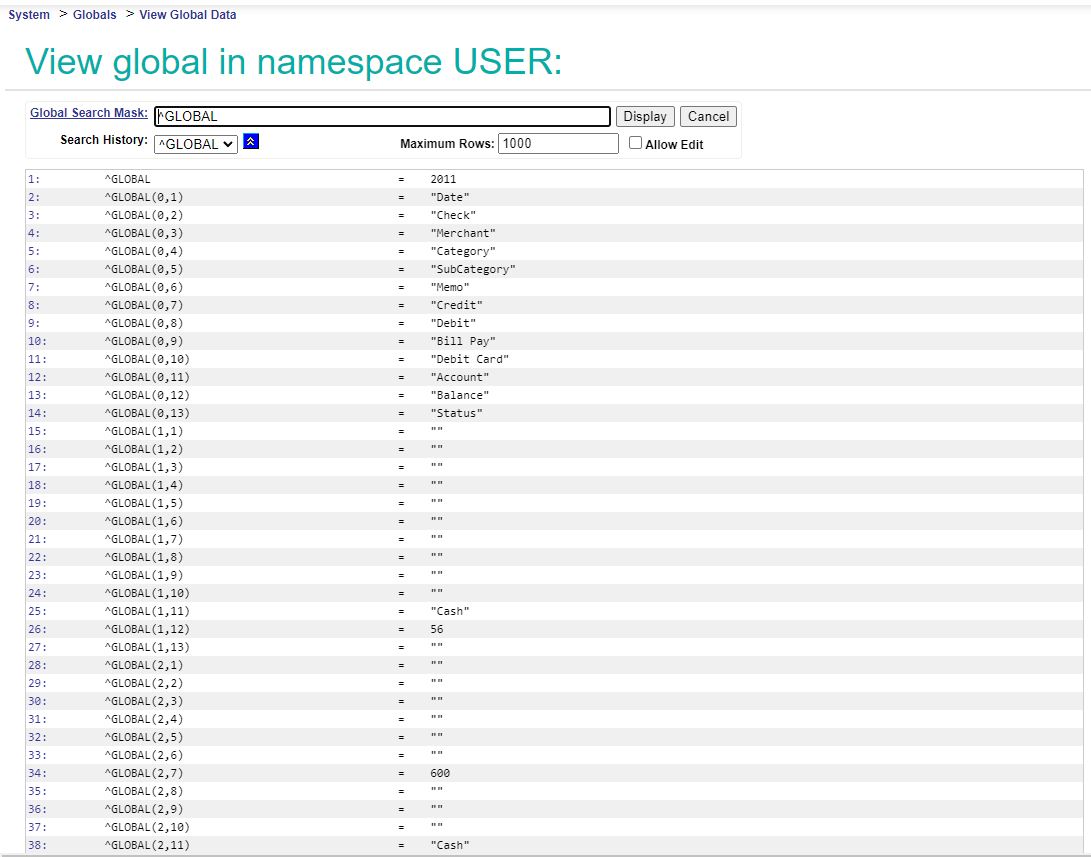 System > Globals > View Global Data
View global in namespace USER:
Global Search Mask: ^GLOBAL Display Cancel
Search History: ^GLOBAL Maximum Rows: 1000 Allow Edit
1: ^GLOBAL = 2011
2: ^GLOBAL(0,1) = "Date"
3: ^GLOBAL(0,2) = "Check"
4: ^GLOBAL(0,3) = "Merchant"
5: ^GLOBAL(0,4) = "Category"
6: ^GLOBAL(0,5) = "SubCategory"
7: ^GLOBAL(0,6) = "Memo"
8: ^GLOBAL(0,7) = "Credit"
9: ^GLOBAL(0,8) = "Debit"
10: ^GLOBAL(0,9) = "Bill Pay"
11: ^GLOBAL(0,10) = "Debit Card"
12: ^GLOBAL(0,11) = "Account"
13: ^GLOBAL(0,12) = "Balance"
14: ^GLOBAL(0,13) = "Status"
15: ^GLOBAL(1,1) = ""
16: ^GLOBAL(1,2) = ""
17: ^GLOBAL(1,3) = ""
18: ^GLOBAL(1,4) = ""
19: ^GLOBAL(1,5) = ""
20: ^GLOBAL(1,6) = ""
21: ^GLOBAL(1,7) = ""
22: ^GLOBAL(1,8) = ""
23: ^GLOBAL(1,9) = ""
24: ^GLOBAL(1,10) = ""
25: ^GLOBAL(1,11) = "Cash"
26: ^GLOBAL(1,12) = 56
27: ^GLOBAL(1,13) = ""
28: ^GLOBAL(2,1) = ""
29: ^GLOBAL(2,2) = ""
30: ^GLOBAL(2,3) = ""
31: ^GLOBAL(2,4) = ""
32: ^GLOBAL(2,5) = ""
33: ^GLOBAL(2,6) = ""
34: ^GLOBAL(2,7) = 600
35: ^GLOBAL(2,8) = ""
36: ^GLOBAL(2,9) = ""
37: ^GLOBAL(2,10) = ""
38: ^GLOBAL(2,11) = "Cash"